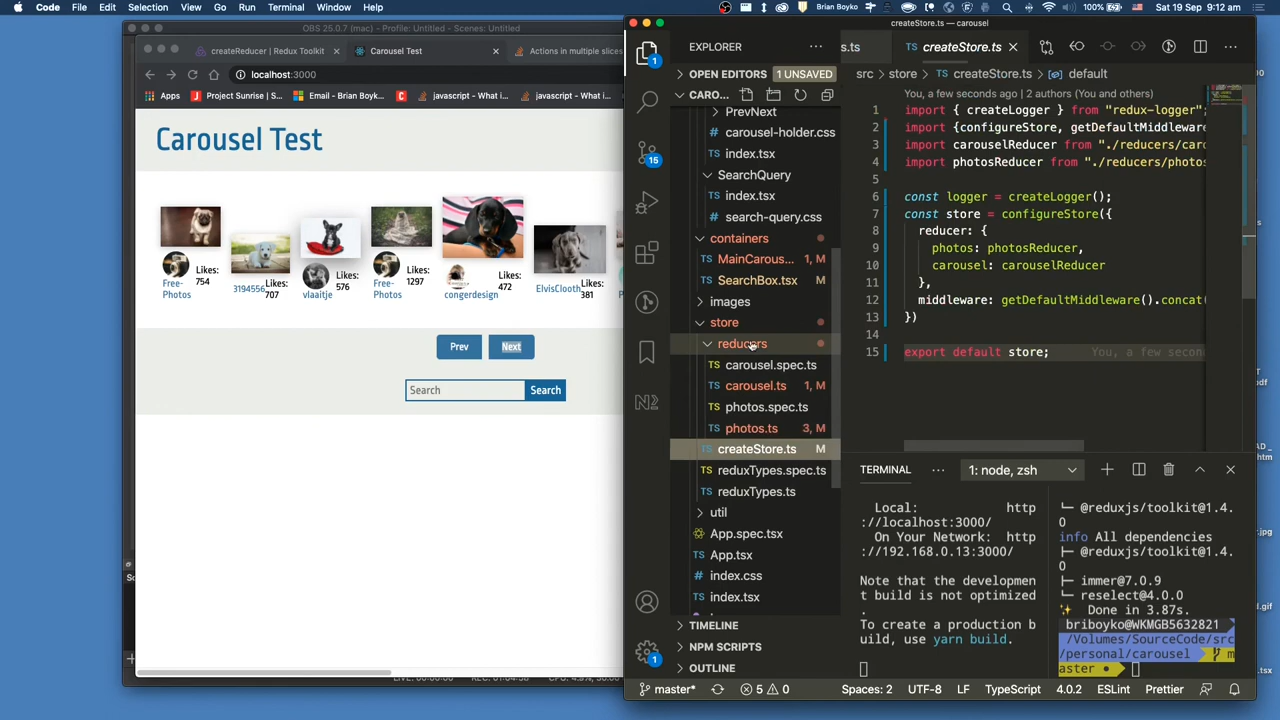 Code File Edit Selection View Go Run Terminal Window Help
Brian Boyko 100% Sat 19 Sep 9:12 am
OBS 25.0.7 (mac) - Profile: Untitled - Scenes: Untitled
createReducer | Redux Toolkit
Carousel Test
Actions in multiple slices
localhost:3000
Apps
Project Sunrise | S...
Email - Brian Boyk...
javascript - What i...
javascript - What i...
Carousel Test
Free-
Photos
Likes:
754
3194556
Likes:
707
vlaaitje
Likes:
576
Free-
Photos
Likes:
1297
congerdesign
Likes:
472
ElvisClooth
Likes:
381
Prev
Next
Search
Search
createStore.ts — carousel
EXPLORER
OPEN EDITORS 1 UNSAVED
CARO...
PrevNext
carousel-holder.css
index.tsx
SearchQuery
index.tsx
search-query.css
containers
MainCarous... 1, M
SearchBox.tsx M
images
store
reducers
carousel.spec.ts
carousel.ts 1, M
photos.spec.ts
photos.ts 3, M
createStore.ts M
reduxTypes.spec.ts
reduxTypes.ts
util
App.spec.tsx
App.tsx
index.css
index.tsx
TIMELINE
NPM SCRIPTS
OUTLINE
1
15
1
s.ts
createStore.ts
src > store > createStore.ts > default
You, a few seconds ago | 2 authors (You and others)
1 import { createLogger } from "redux-logger"
2 import {configureStore, getDefaultMiddleware
3 import carouselReducer from "./reducers/caro
4 import photosReducer from "./reducers/photos
5
6 const logger = createLogger();
7 const store = configureStore({
8 reducer: {
9 photos: photosReducer,
10 carousel: carouselReducer
11 },
12 middleware: getDefaultMiddleware().concat(
13 })
14
15 export default store; You, a few secon
TERMINAL
1: node, zsh
Local: http
://localhost:3000/
On Your Network: http
://192.168.0.13:3000/
Note that the developmen
t build is not optimized
.
To create a production b
uild, use yarn build.
└─ @reduxjs/toolkit@1.4.
0
info All dependencies
├─ @reduxjs/toolkit@1.4.
0
├─ immer@7.0.9
└─ reselect@4.0.0
✨ Done in 3.87s.
briboyko@WKMGB5632821
/Volumes/SourceCode/src
/personal/carousel m
aster ●
master* 5 0
Spaces: 2 UTF-8 LF TypeScript 4.0.2 ESLint Prettier